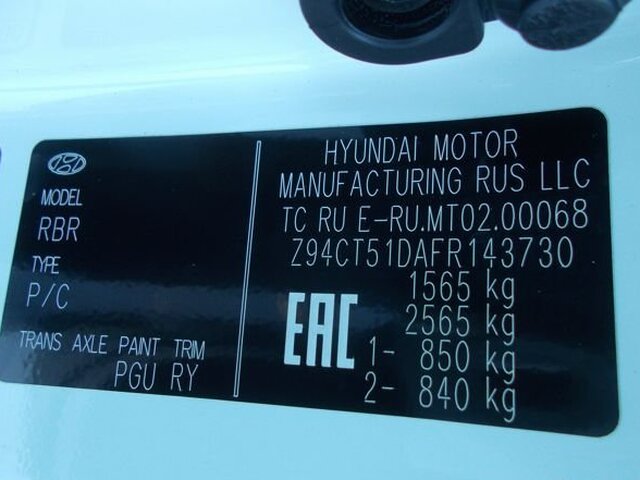 MODEL
RBR
TYPE
P/C
TRANS AXLE PAINT TRIM
PGU RY
HYUNDAI MOTOR
MANUFACTURING RUS LLC
TC RU E-RU.MT02.00068
Z94CT51DAFR143730
1565 kg
2565 kg
EAC
1- 850 kg
2- 840 kg